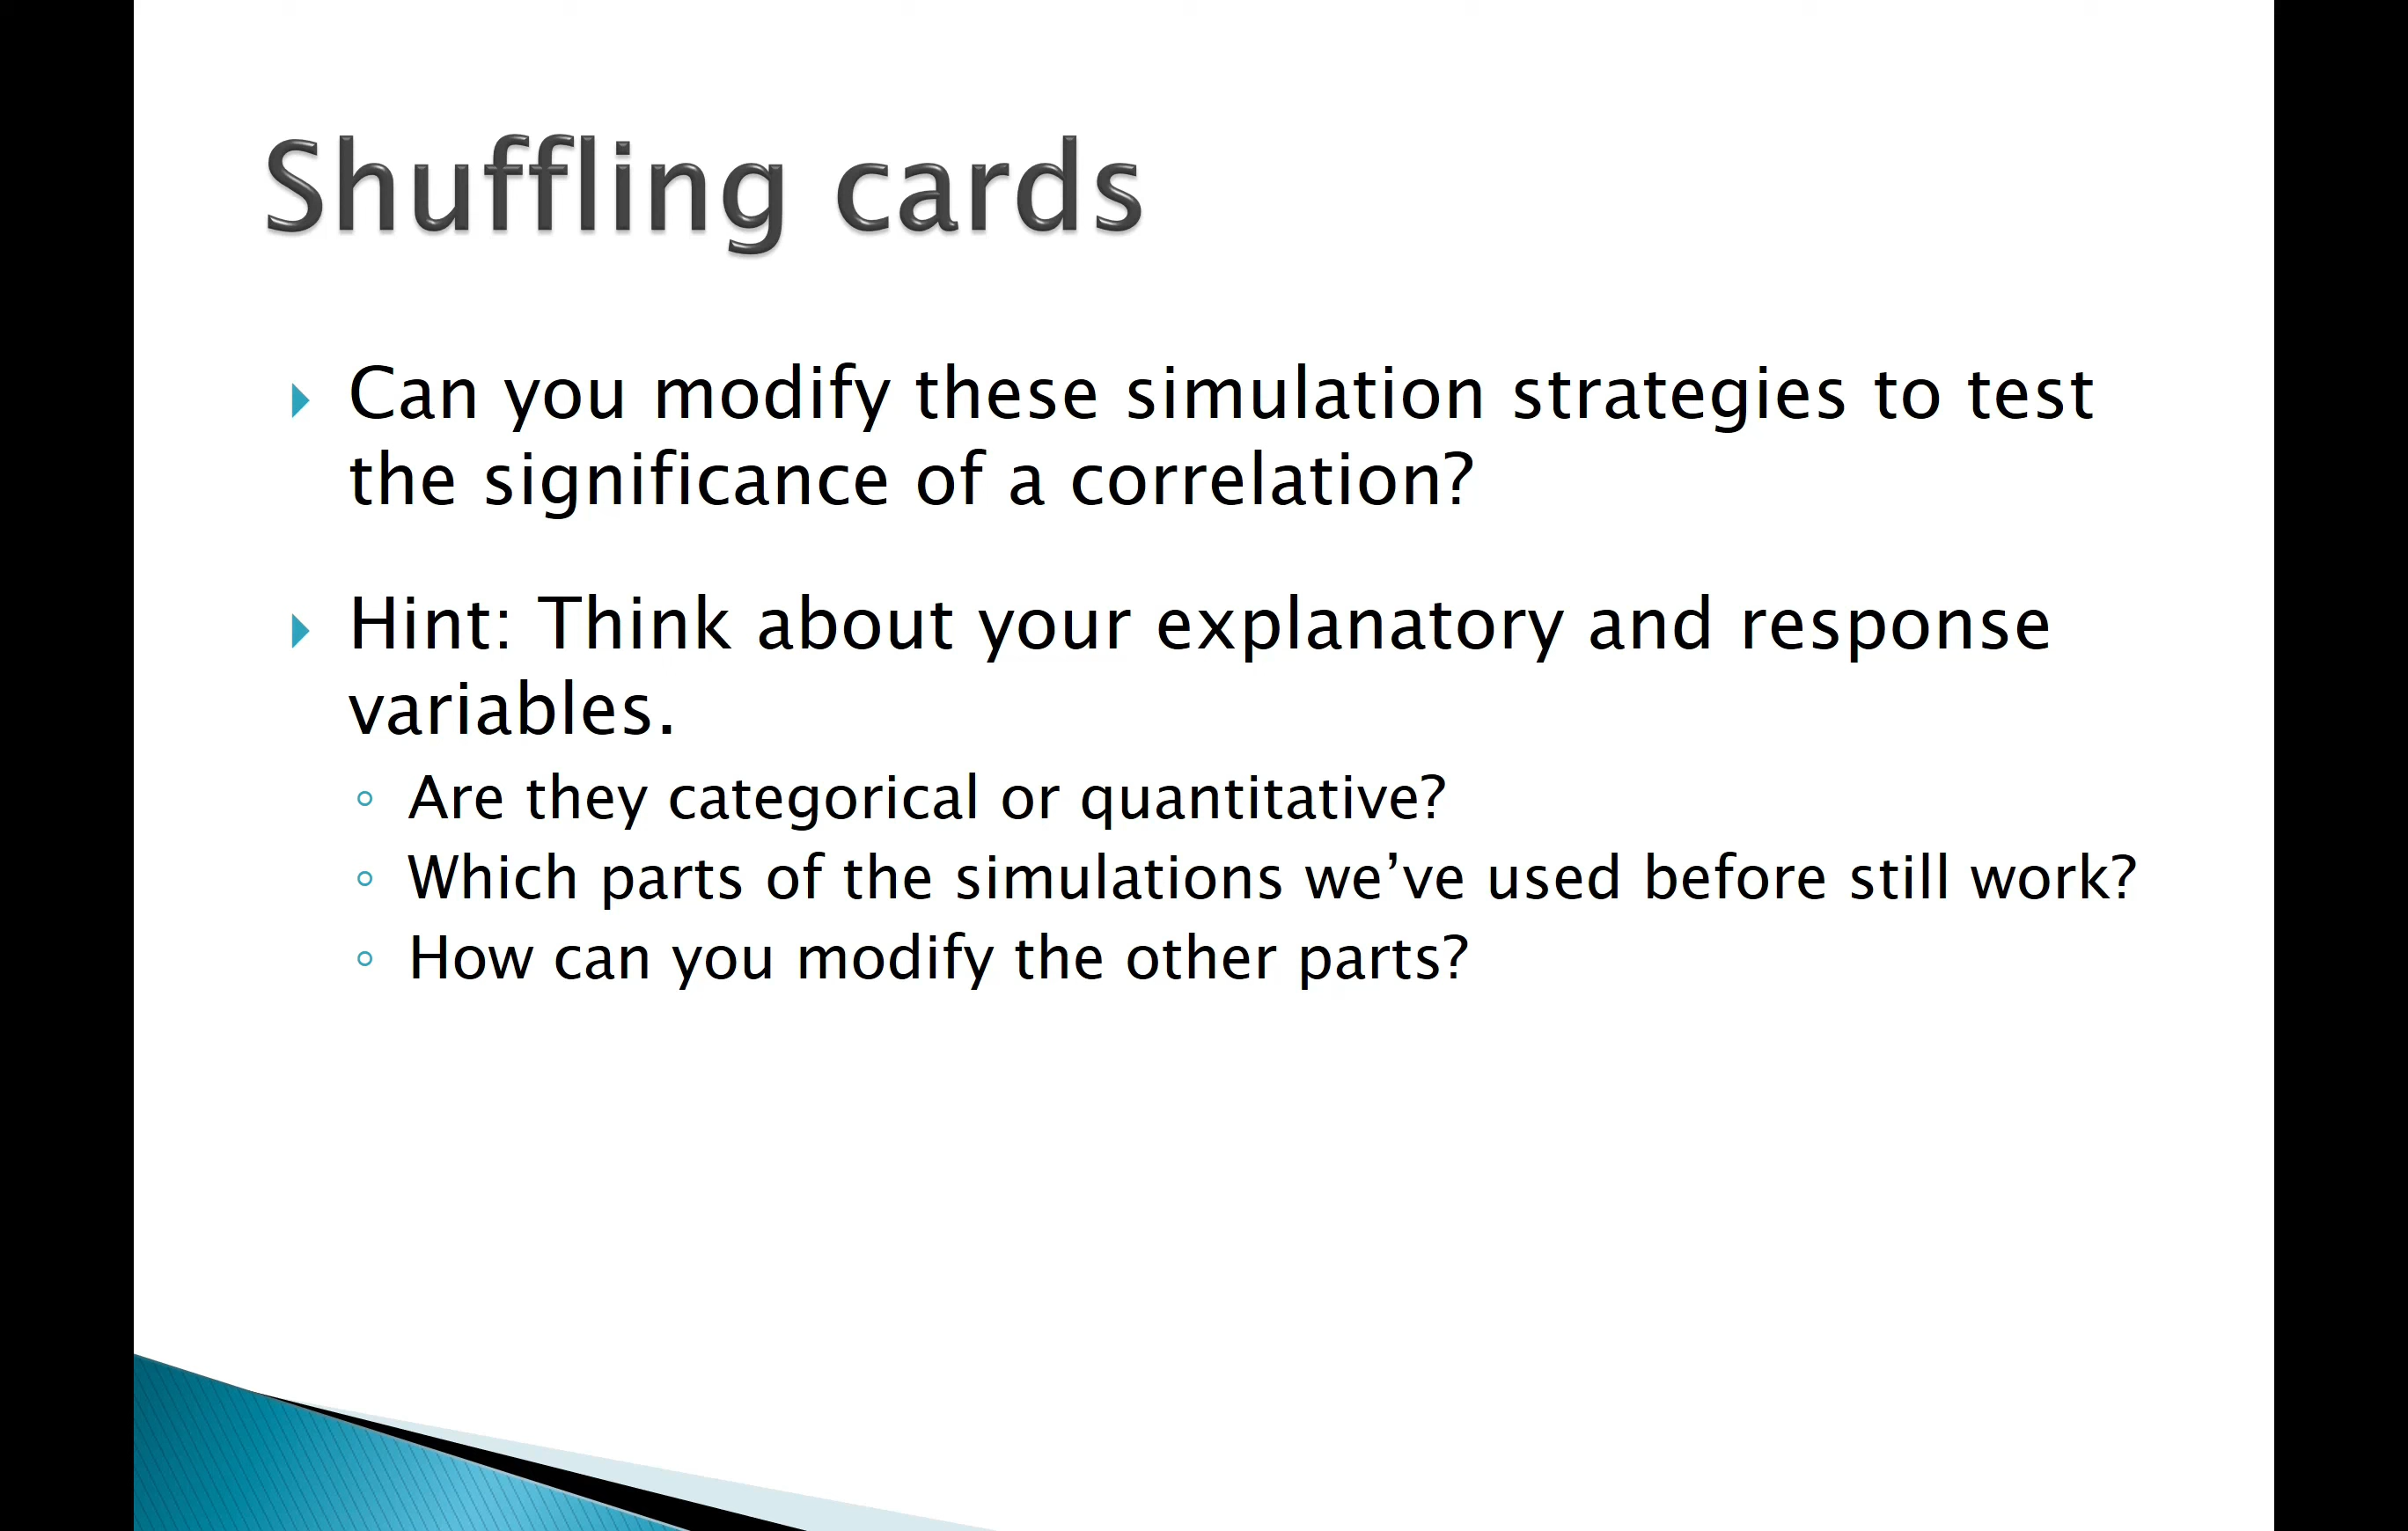 Shuffling cards
Can you modify these simulation strategies to test
the significance of a correlation?
Hint: Think about your explanatory and response
variables.
Are they categorical or quantitative?
Which parts of the simulations we’ve used before still work?
How can you modify the other parts?